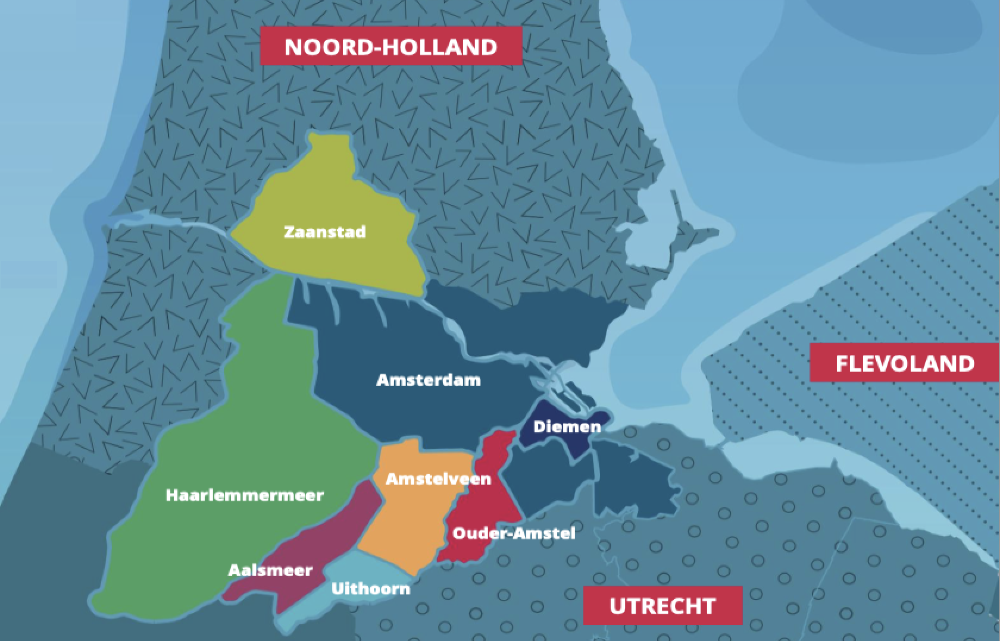 NOORD-HOLLAND
Zaanstad
FLEVOLAND
Amsterdam
Diemen
Amstelveen
Haarlemmermeer
Ouder-Amstel
Aalsmeer
Uithoorn
UTRECHT